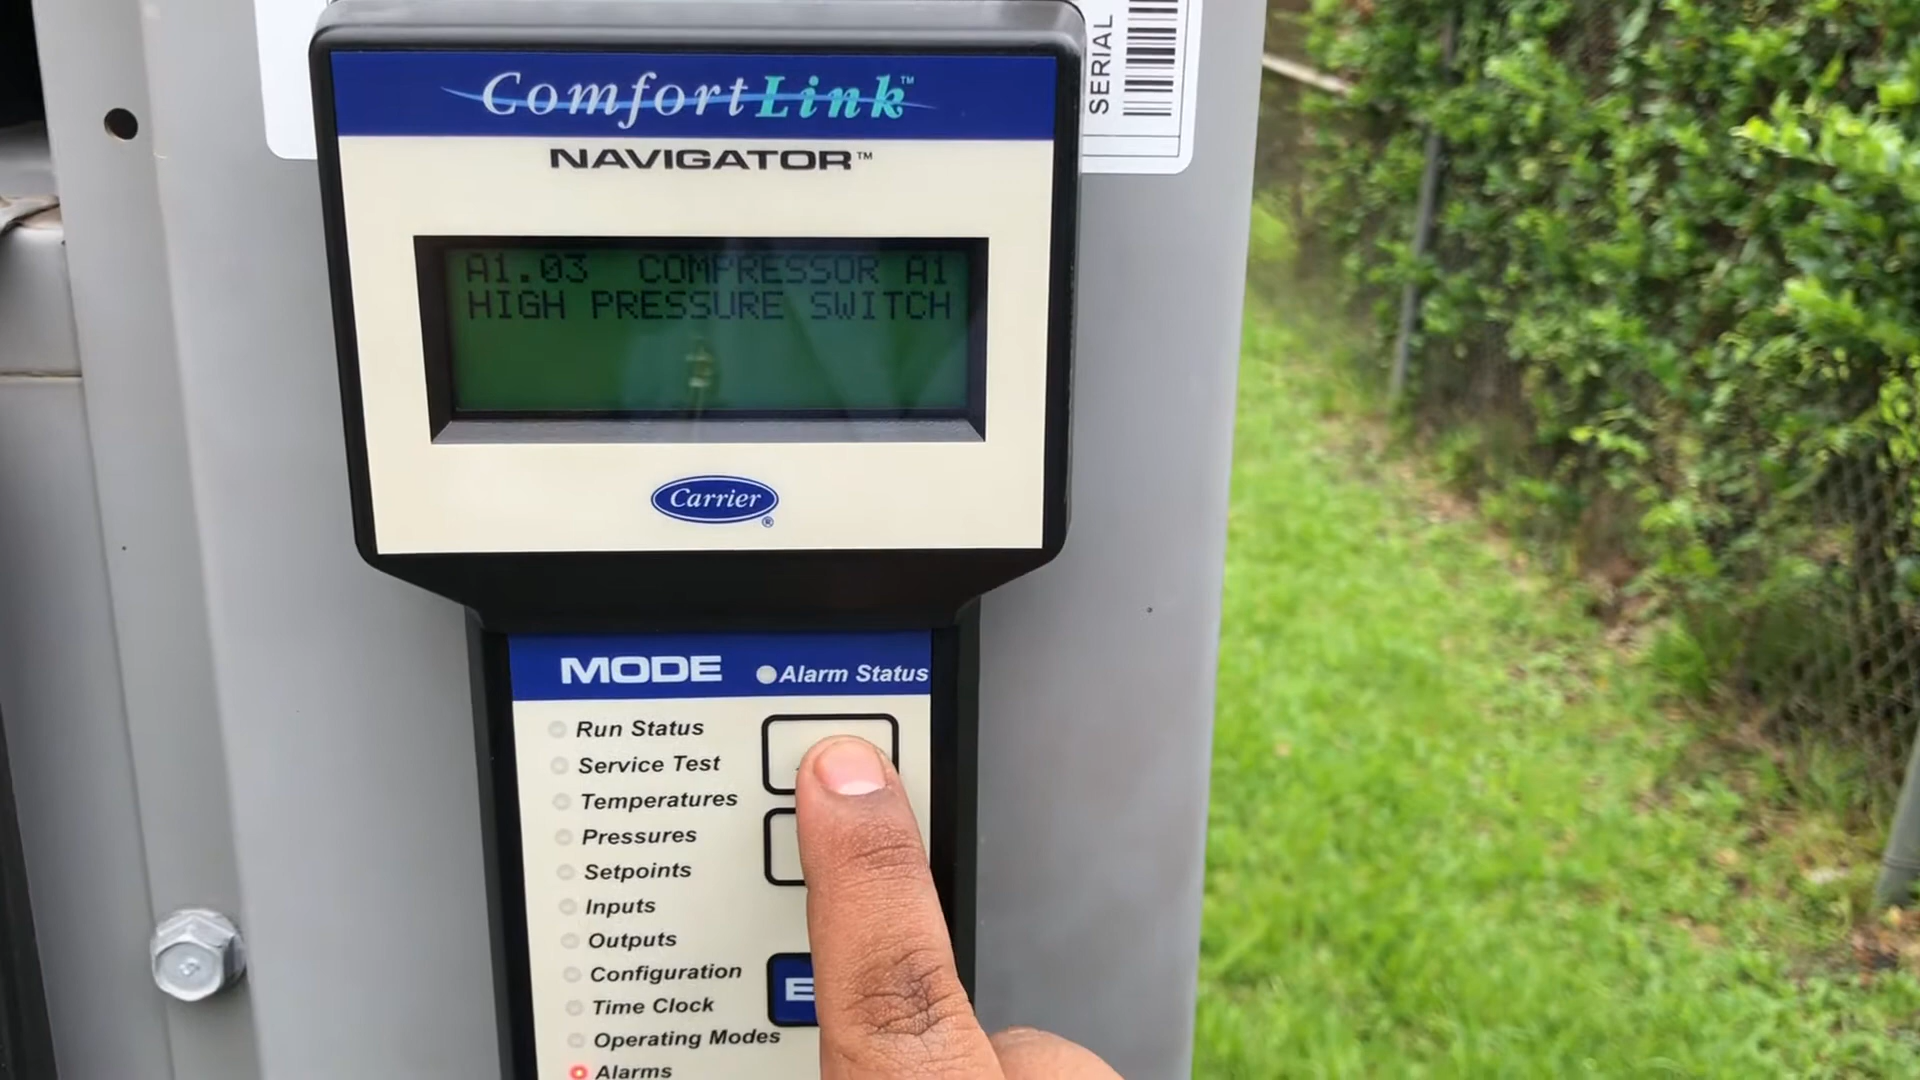 SERIAL
ComfortLink™
NAVIGATOR™
A1.03 COMPRESSOR A1
HIGH PRESSURE SWITCH
Carrier
®
MODE
Alarm Status
Run Status
Service Test
Temperatures
Pressures
Setpoints
Inputs
Outputs
Configuration
Time Clock
Operating Modes
Alarms